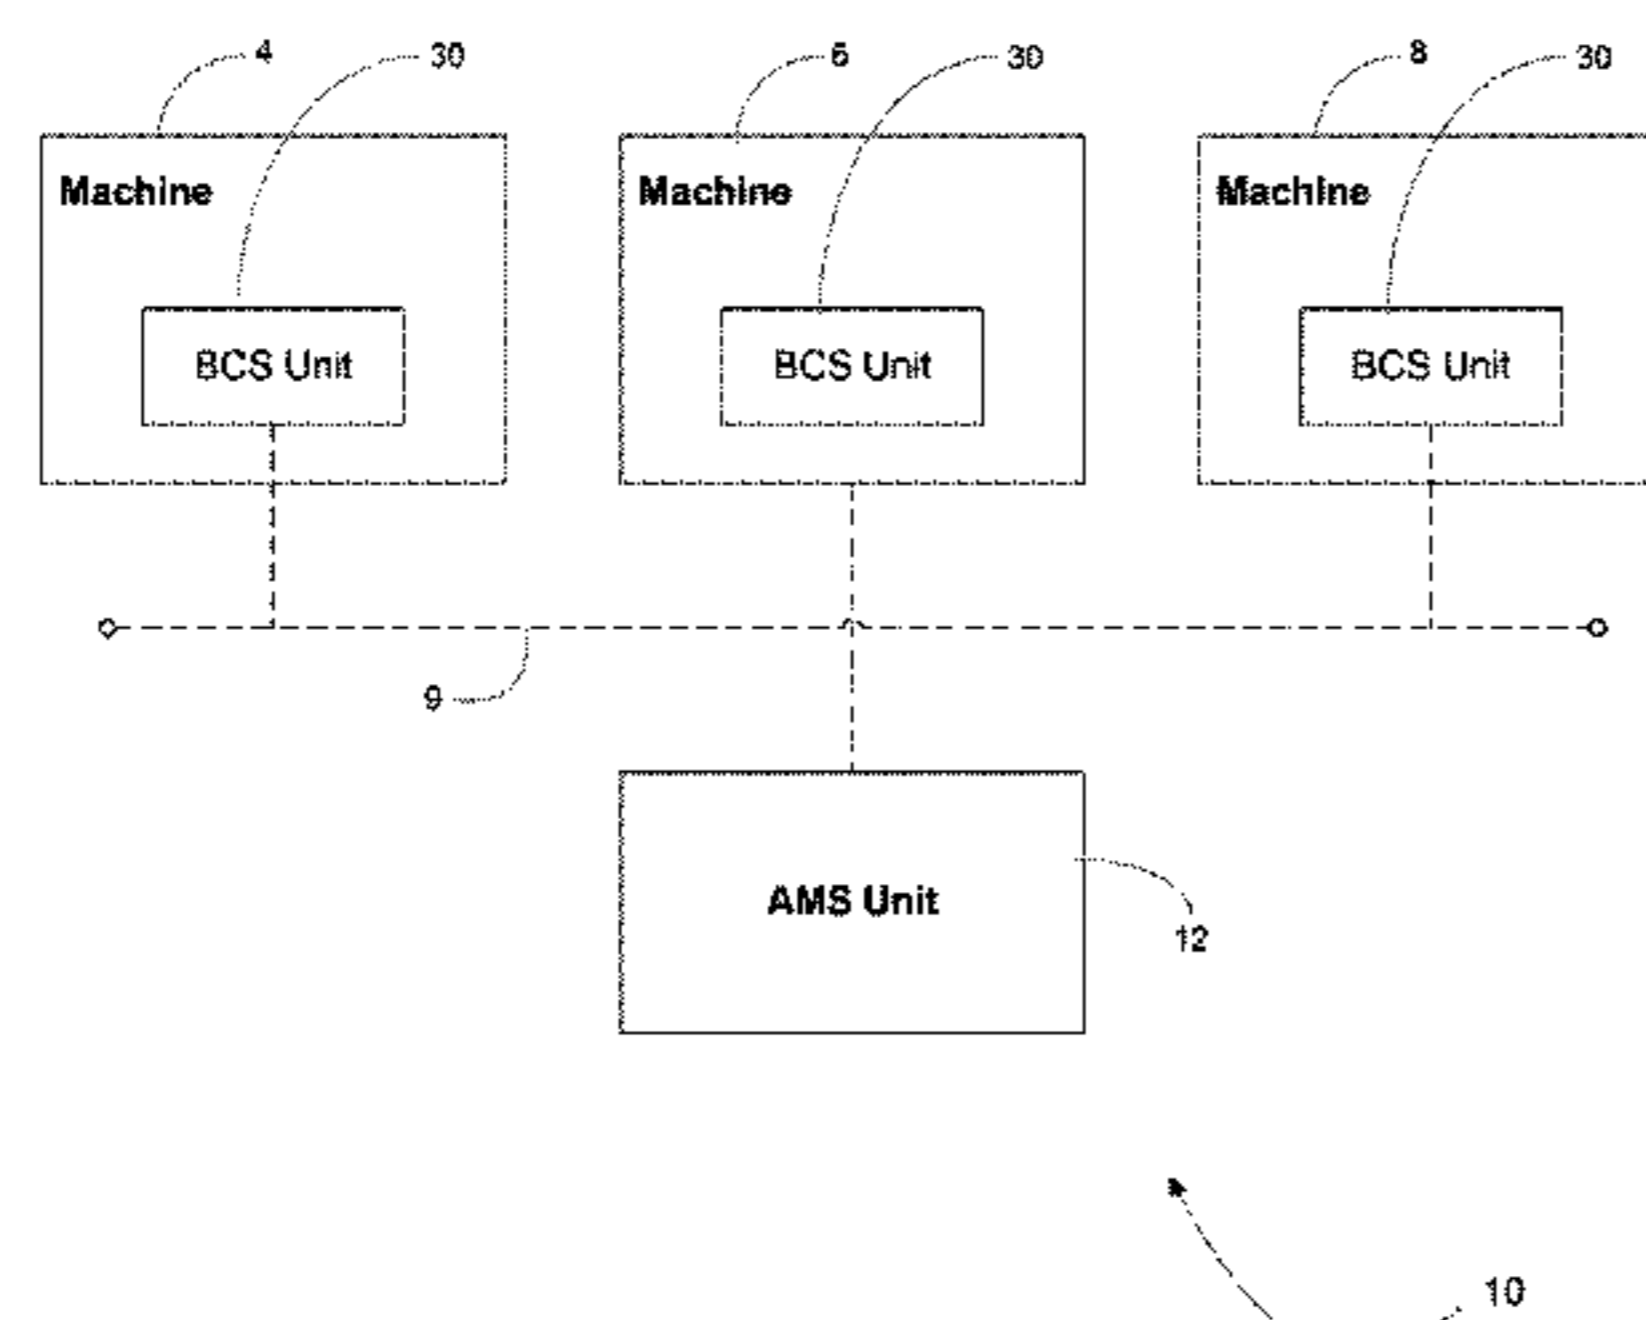 4 30 6 30 8 30
Machine Machine Machine
BCS Unit BCS Unit BCS Unit
9
AMS Unit
12
10